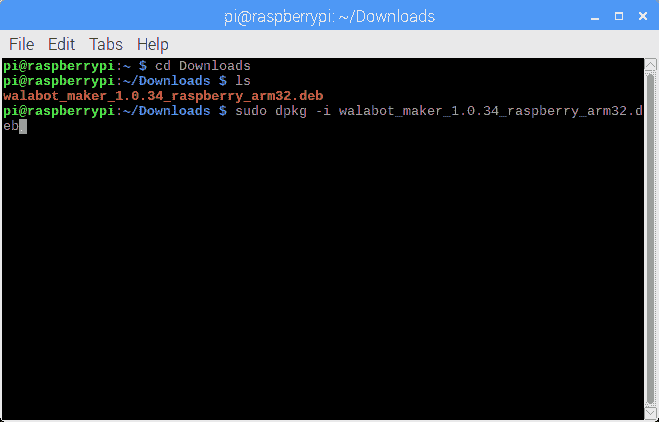 pi@raspberrypi: ~/Downloads
File Edit Tabs Help
pi@raspberrypi:~ $ cd Downloads
pi@raspberrypi:~/Downloads $ ls
walabot_maker_1.0.34_raspberry_arm32.deb
pi@raspberrypi:~/Downloads $ sudo dpkg -i walabot_maker_1.0.34_raspberry_arm32.d
eb